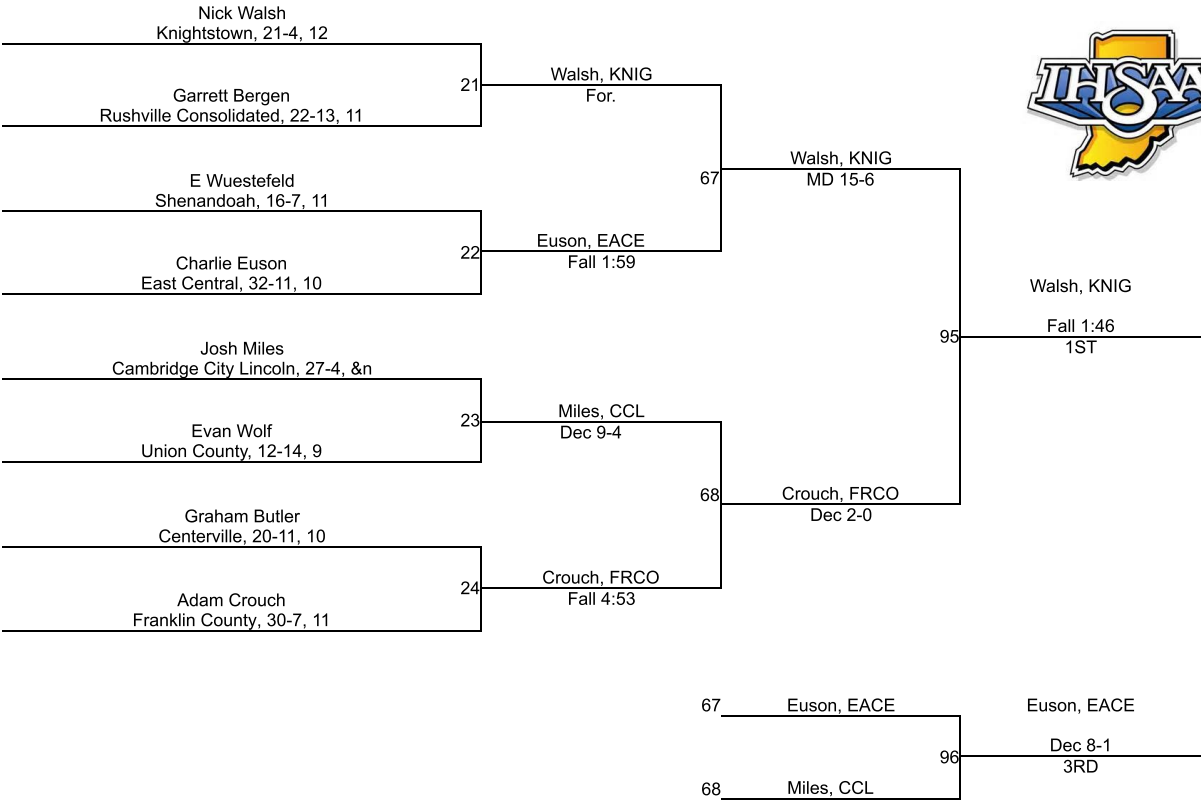 Nick Walsh
Knightstown, 21-4, 12
21
Garrett Bergen
Rushville Consolidated, 22-13, 11
Walsh, KNIG
For.
E Wuestefeld
Shenandoah, 16-7, 11
22
Charlie Euson
East Central, 32-11, 10
Euson, EACE
Fall 1:59
67
Walsh, KNIG
MD 15-6
IHSAA
Josh Miles
Cambridge City Lincoln, 27-4, &n
23
Evan Wolf
Union County, 12-14, 9
Miles, CCL
Dec 9-4
Graham Butler
Centerville, 20-11, 10
24
Adam Crouch
Franklin County, 30-7, 11
Crouch, FRCO
Fall 4:53
68
Crouch, FRCO
Dec 2-0
95
Walsh, KNIG
Fall 1:46
1ST
67
Euson, EACE
96
68
Miles, CCL
Euson, EACE
Dec 8-1
3RD